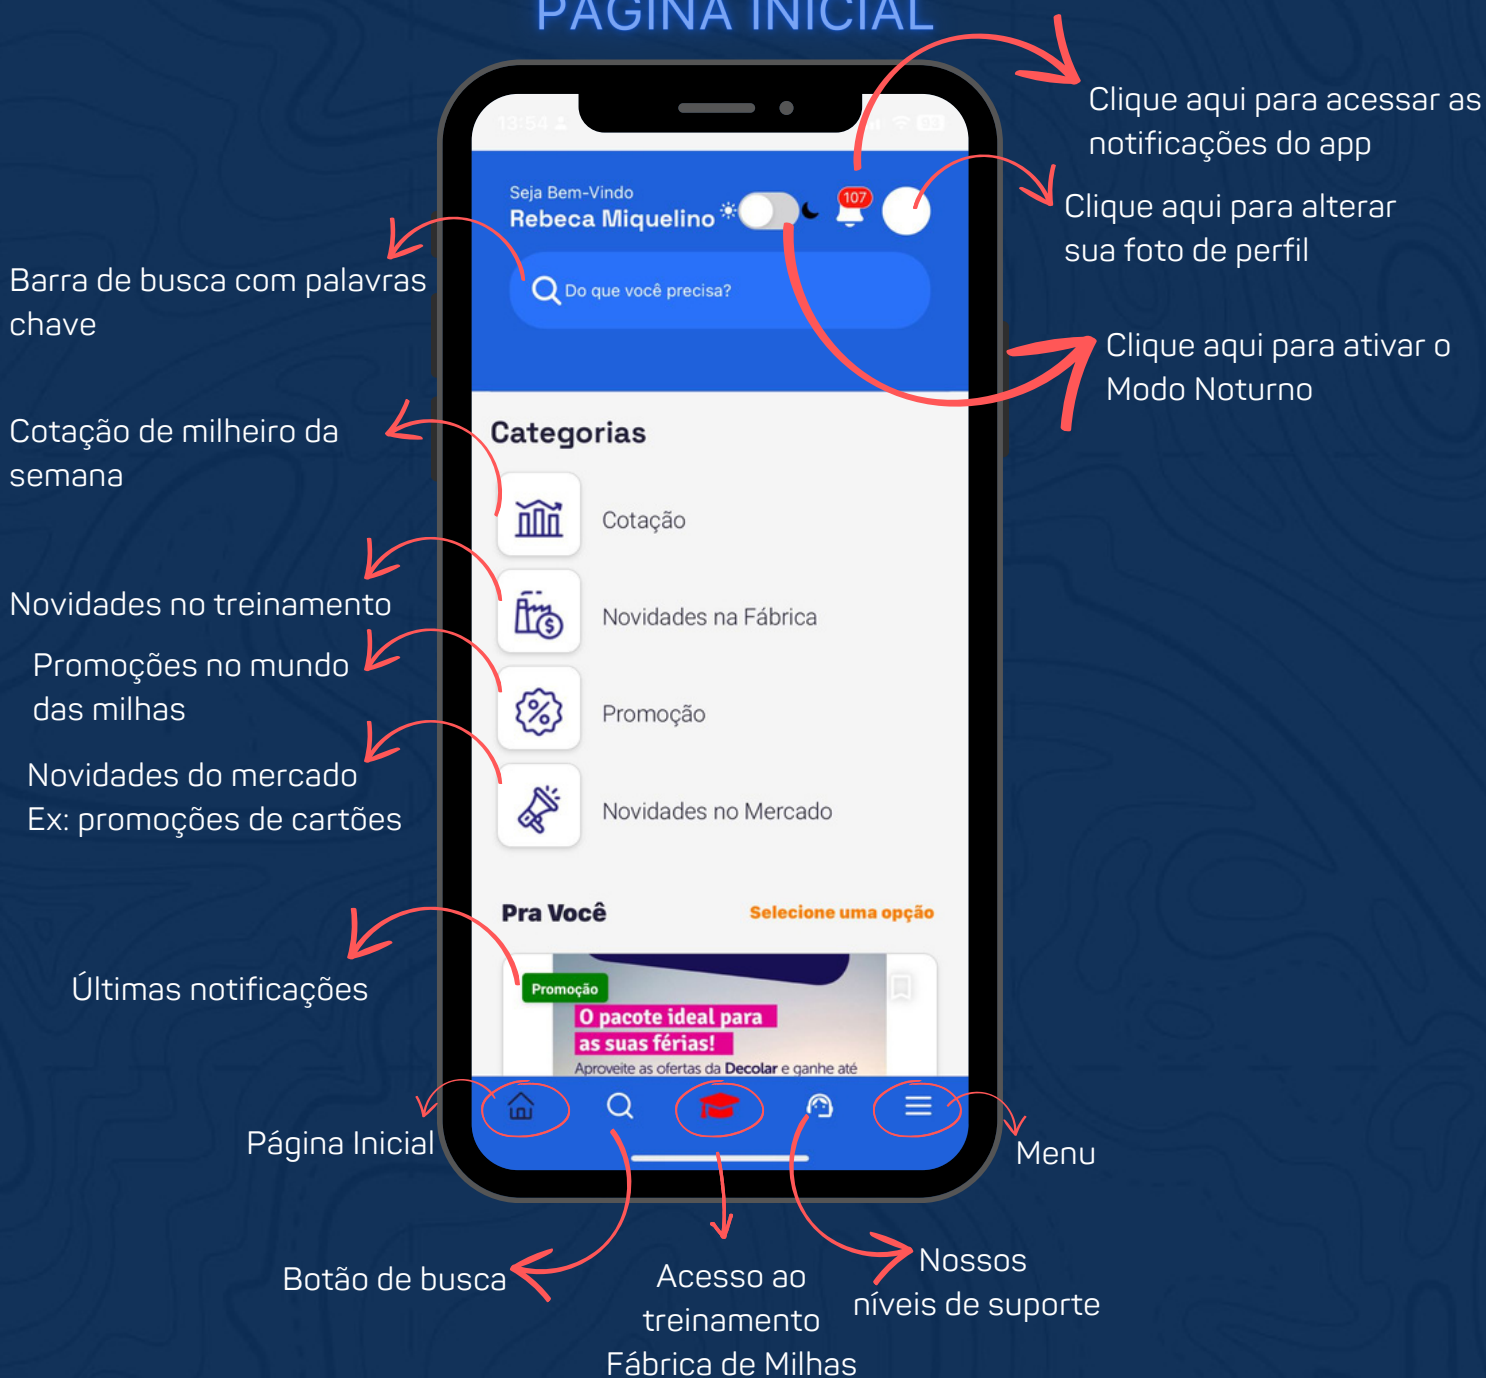 PÁGINA INICIAL
Clique aqui para acessar as
notificações do app
Clique aqui para alterar
sua foto de perfil
Clique aqui para ativar o
Modo Noturno
Barra de busca com palavras
chave
Cotação de milheiro da
semana
Novidades no treinamento
Promoções no mundo
das milhas
Novidades do mercado
Ex: promoções de cartões
Últimas notificações
13:54
93
Seja Bem-Vindo
Rebeca Miquelino
107
Do que você precisa?
Categorias
Cotação
Novidades na Fábrica
Promoção
Novidades no Mercado
Pra Você
Selecione uma opção
Promoção
O pacote ideal para
as suas férias!
Aproveite as ofertas da Decolar e ganhe até
Página Inicial
Menu
Botão de busca
Acesso ao
treinamento
Fábrica de Milhas
Nossos
níveis de suporte